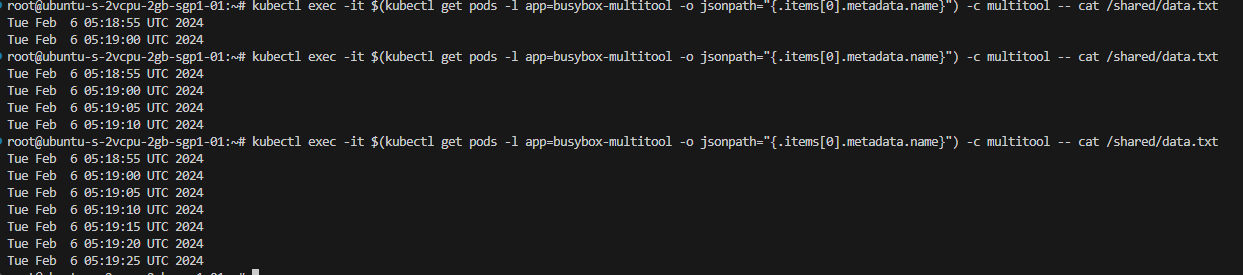 root@ubuntu-s-2vcpu-2gb-sgp1-01:~# kubectl exec -it $(kubectl get pods -l app=busybox-multitool -o jsonpath="{.items[0].metadata.name}") -c multitool -- cat /shared/data.txt
Tue Feb  6 05:18:55 UTC 2024
Tue Feb  6 05:19:00 UTC 2024
root@ubuntu-s-2vcpu-2gb-sgp1-01:~# kubectl exec -it $(kubectl get pods -l app=busybox-multitool -o jsonpath="{.items[0].metadata.name}") -c multitool -- cat /shared/data.txt
Tue Feb  6 05:18:55 UTC 2024
Tue Feb  6 05:19:00 UTC 2024
Tue Feb  6 05:19:05 UTC 2024
Tue Feb  6 05:19:10 UTC 2024
root@ubuntu-s-2vcpu-2gb-sgp1-01:~# kubectl exec -it $(kubectl get pods -l app=busybox-multitool -o jsonpath="{.items[0].metadata.name}") -c multitool -- cat /shared/data.txt
Tue Feb  6 05:18:55 UTC 2024
Tue Feb  6 05:19:00 UTC 2024
Tue Feb  6 05:19:05 UTC 2024
Tue Feb  6 05:19:10 UTC 2024
Tue Feb  6 05:19:15 UTC 2024
Tue Feb  6 05:19:20 UTC 2024
Tue Feb  6 05:19:25 UTC 2024
root@ubuntu-s-2vcpu-2gb-sgp1-01:~#